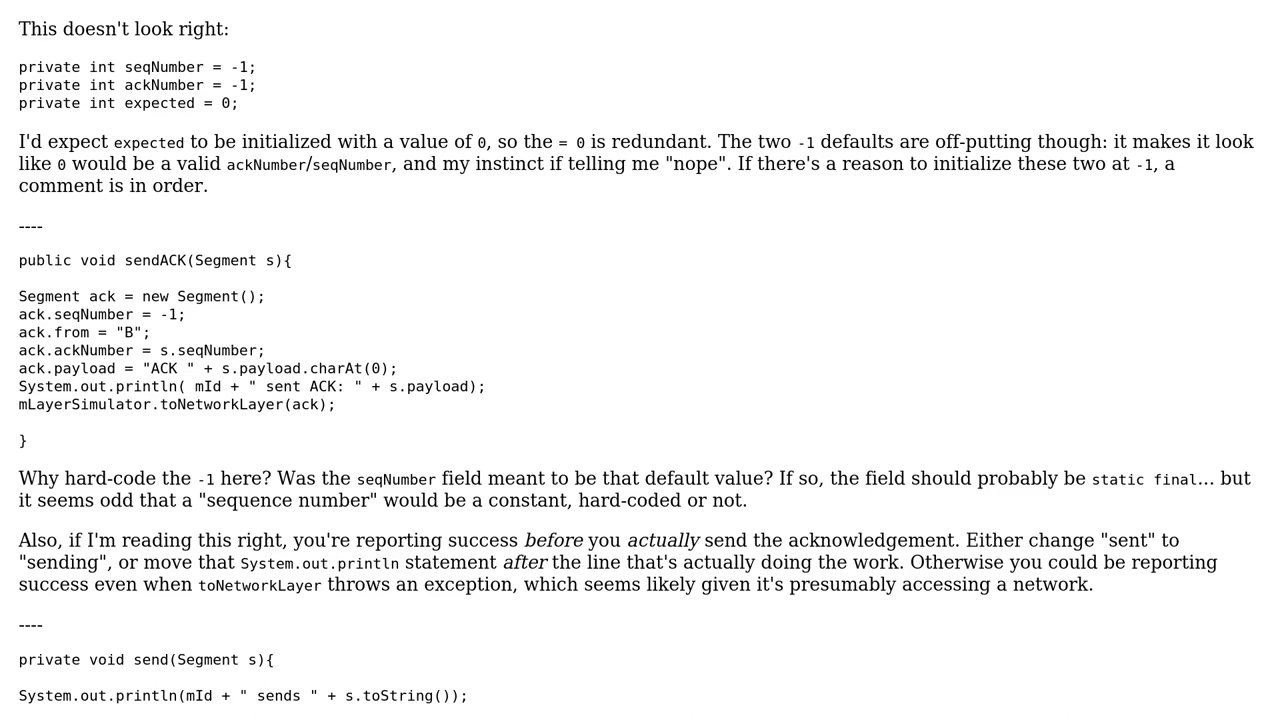 This doesn't look right:
private int seqNumber = -1;
private int ackNumber = -1;
private int expected = 0;
I'd expect expected to be initialized with a value of 0, so the = 0 is redundant. The two -1 defaults are off-putting though: it makes it look
like 0 would be a valid ackNumber/seqNumber, and my instinct if telling me "nope". If there's a reason to initialize these two at -1, a
comment is in order.
----
public void sendACK(Segment s){
Segment ack = new Segment();
ack.seqNumber = -1;
ack.from = "B";
ack.ackNumber = s.seqNumber;
ack.payload = "ACK " + s.payload.charAt(0);
System.out.println( mId + " sent ACK: " + s.payload);
mLayerSimulator.toNetworkLayer(ack);
}
Why hard-code the -1 here? Was the seqNumber field meant to be that default value? If so, the field should probably be static final... but
it seems odd that a "sequence number" would be a constant, hard-coded or not.
Also, if I'm reading this right, you're reporting success before you actually send the acknowledgement. Either change "sent" to
"sending", or move that System.out.println statement after the line that's actually doing the work. Otherwise you could be reporting
success even when toNetworkLayer throws an exception, which seems likely given it's presumably accessing a network.
----
private void send(Segment s){
System.out.println(mId + " sends " + s.toString());